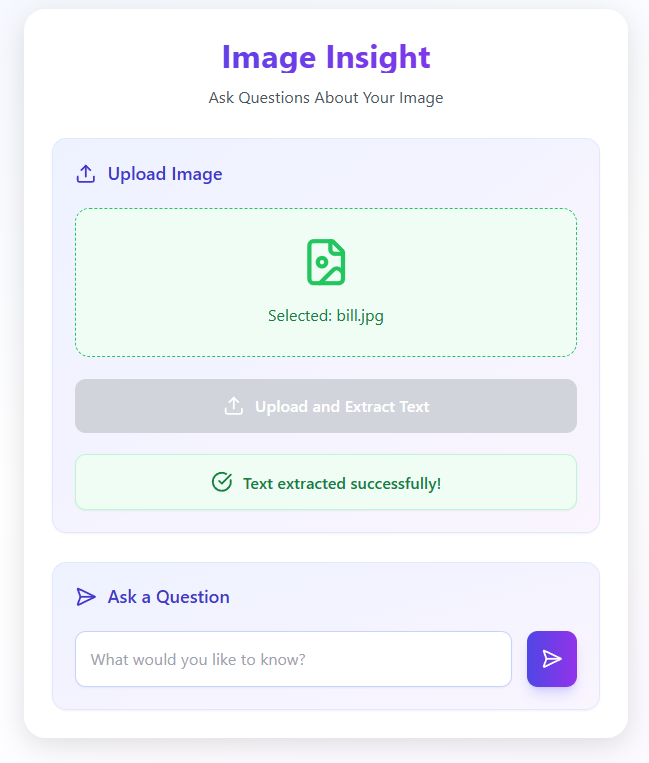 Image Insight
Ask Questions About Your Image
Upload Image
Selected: bill.jpg
Upload and Extract Text
Text extracted successfully!
Ask a Question
What would you like to know?